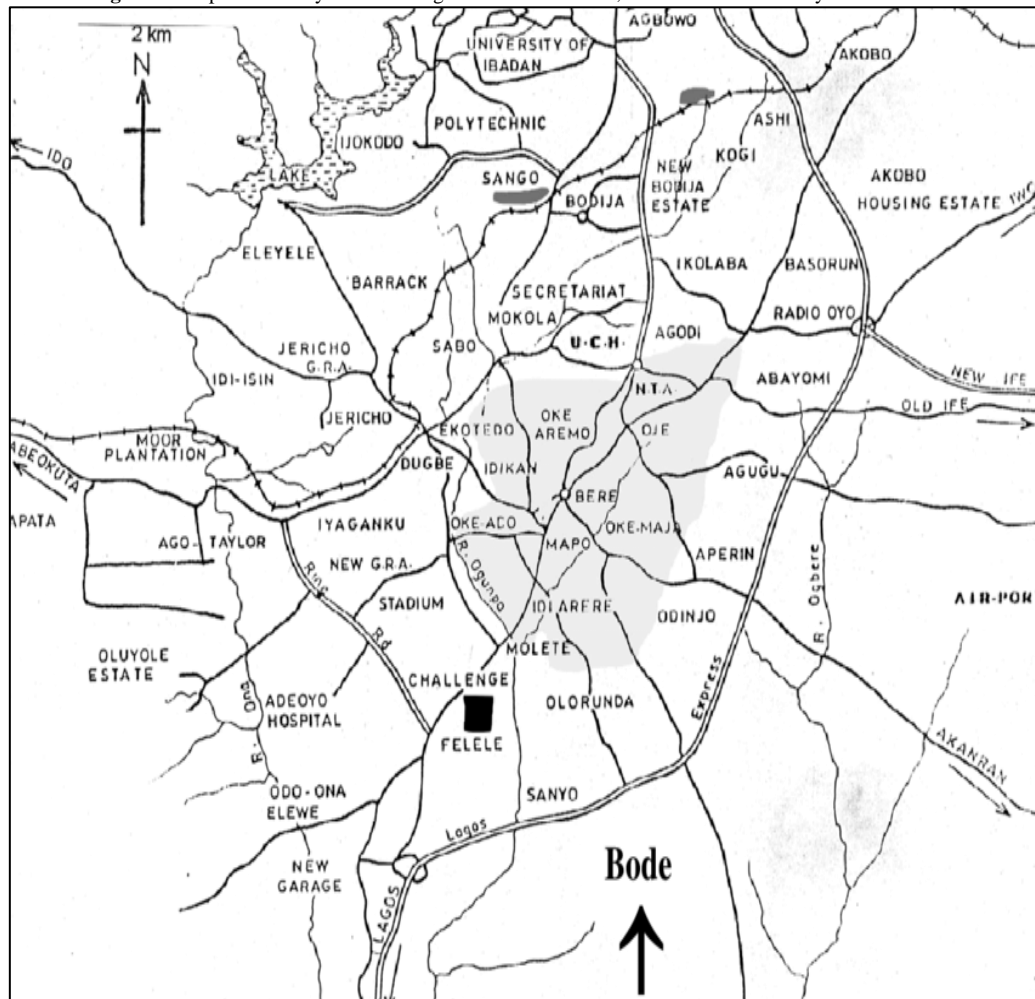 2 km
N
AGBOWO
UNIVERSITY OF
IBADAN
AKOBO
POLYTECHNIC
IJOKODO
ASHI
KOGI
IDO
LAKE
SANGO
NEW
BODIJA
ESTATE
BODIJA
AKOBO
HOUSING ESTATE
IWO
ELEYELE
BARRACK
IKOLABA
BASORUN
SECRETARIAT
MOKOLA
RADIO OYO
U.C.H.
AGODI
SABO
JERICHO
G.R.A.
IDI-ISIN
NEW IFE
N.T.A.
ABAYOMI
OLD IFE
JERICHO
OKE
AREMO
OJE
EKOTEDO
MOOR
PLANTATION
ABEOKUTA
DUGBE
IDIKAN
AGUGU
BERE
APATA
IYAGANKU
OKE-ADO
OKE-MAJA
AGO-TAYLOR
MAPO
APERIN
NEW G.R.A.
R. Ogunpa
R. Ogbere
Ring
Rd
STADIUM
IDI ARERE
ODINJO
AIR-POR
MOLETE
OLUYOLE
ESTATE
CHALLENGE
R. Ona
ADEOYO
HOSPITAL
OLORUNDA
Express
FELELE
AKANRAN
ODO-ONA
ELEWE
SANYO
Lagos
NEW
GARAGE
Bode
LAGOS